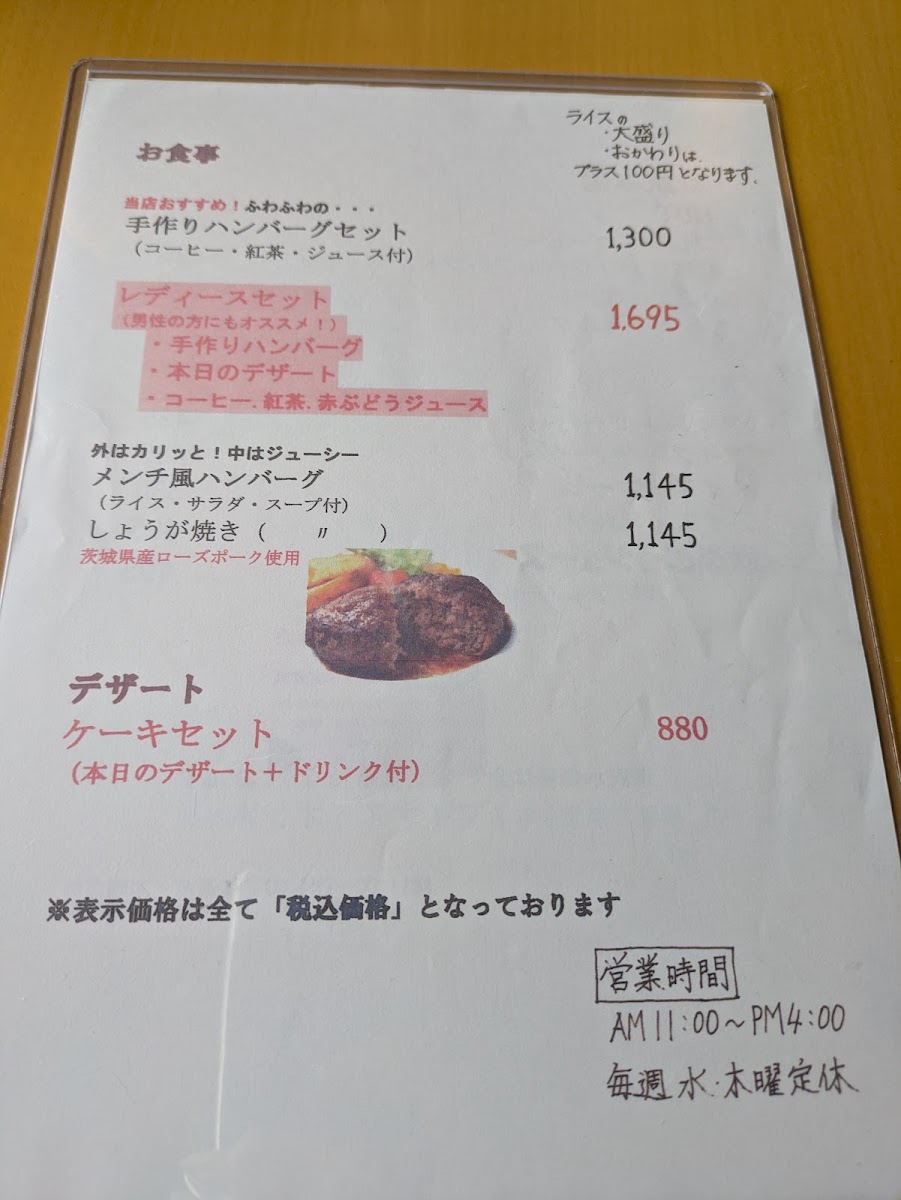 ライスの
・大盛り
・おかわりは、
プラス100円となります。
お食事
当店おすすめ!ふわふわの・・・
手作りハンバーグセット 1,300
(コーヒー・紅茶・ジュース付)
レディースセット 1,695
(男性の方にもオススメ!)
・手作りハンバーグ
・本日のデザート
・コーヒー.紅茶.赤ぶどうジュース
外はカリッと!中はジューシー
メンチ風ハンバーグ 1,145
(ライス・サラダ・スープ付)
しょうが焼き( 〃 ) 1,145
茨城県産ローズポーク使用
デザート
ケーキセット 880
(本日のデザート+ドリンク付)
※表示価格は全て「税込価格」となっております
営業時間
AM11:00~PM4:00
毎週 水・木曜定休